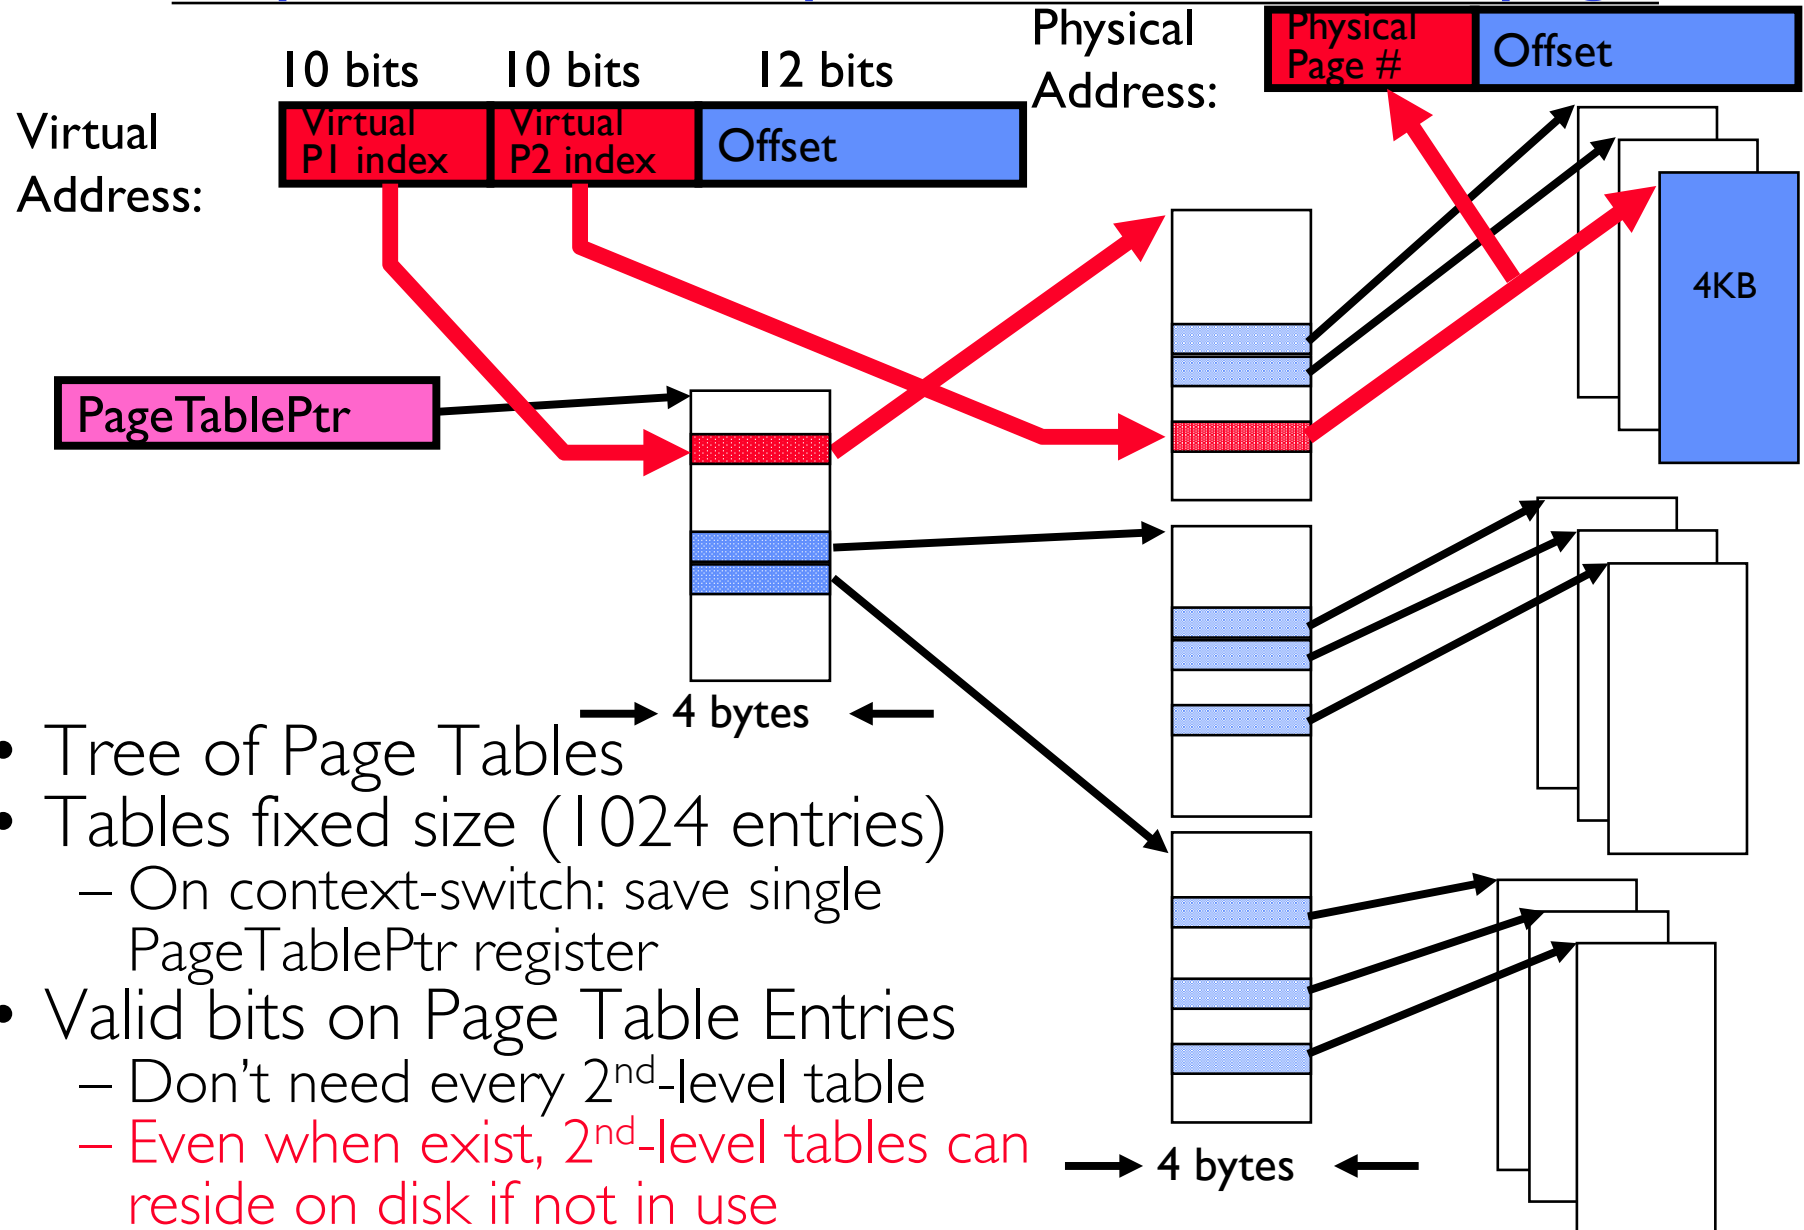 10 bits 10 bits 12 bits
Virtual
Address:
Virtual
P1 index
Virtual
P2 index
Offset
Physical
Address:
Physical
Page #
Offset
4KB
PageTablePtr
4 bytes
• Tree of Page Tables
• Tables fixed size (1024 entries)
– On context-switch: save single
PageTablePtr register
• Valid bits on Page Table Entries
– Don't need every 2nd-level table
– Even when exist, 2nd-level tables can
reside on disk if not in use
4 bytes